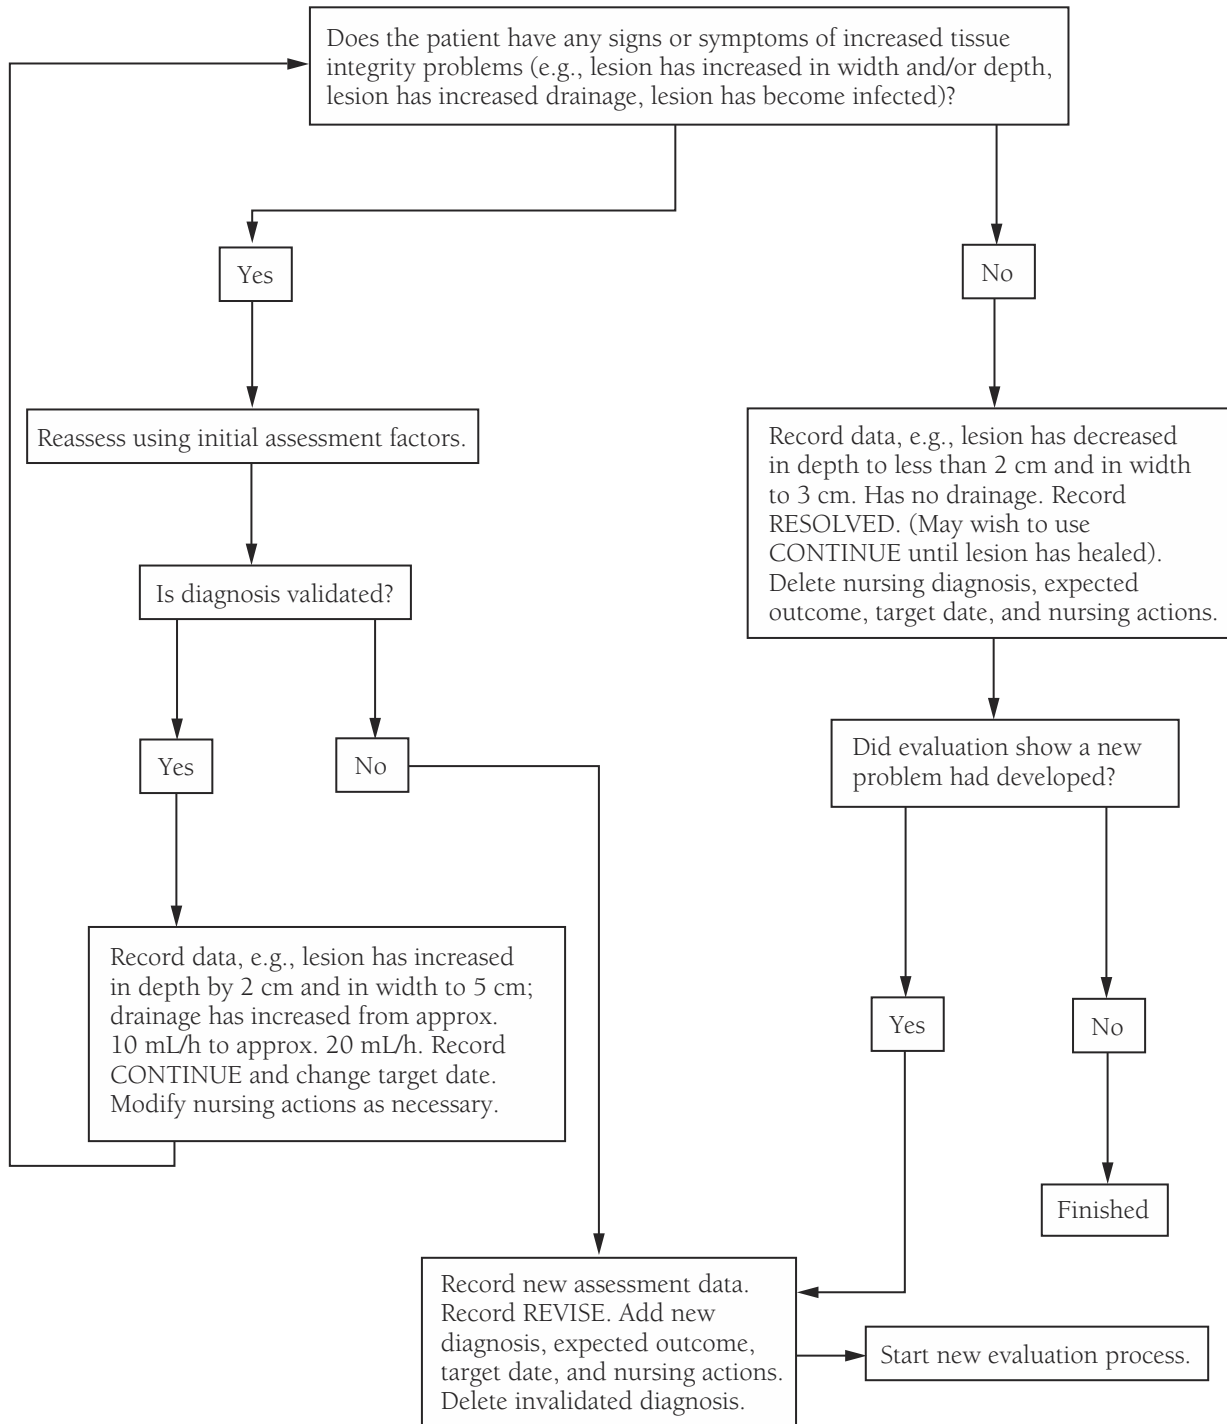 Does the patient have any signs or symptoms of increased tissue
integrity problems (e.g., lesion has increased in width and/or depth,
lesion has increased drainage, lesion has become infected)?
Yes
No
Reassess using initial assessment factors.
Record data, e.g., lesion has decreased
in depth to less than 2 cm and in width
to 3 cm. Has no drainage. Record
RESOLVED. (May wish to use
CONTINUE until lesion has healed).
Delete nursing diagnosis, expected
outcome, target date, and nursing actions.
Is diagnosis validated?
Yes
No
Did evaluation show a new
problem had developed?
Record data, e.g., lesion has increased
in depth by 2 cm and in width to 5 cm;
drainage has increased from approx.
10 mL/h to approx. 20 mL/h. Record
CONTINUE and change target date.
Modify nursing actions as necessary.
Yes
No
Finished
Record new assessment data.
Record REVISE. Add new
diagnosis, expected outcome,
target date, and nursing actions.
Delete invalidated diagnosis.
Start new evaluation process.